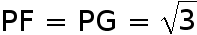 PF = PG = √3